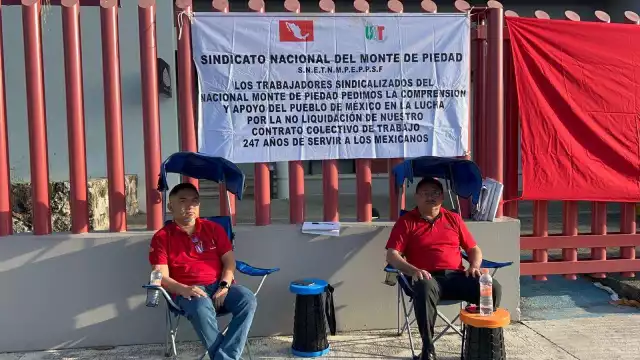 SINDICATO NACIONAL DEL MONTE DE PIEDAD
S.N.E.T.N.M.P.E.P.P.S.F
LOS TRABAJADORES SINDICALIZADOS DEL
NACIONAL MONTE DE PIEDAD PEDIMOS LA COMPRENSION
Y APOYO DEL PUEBLO DE MÉXICO EN LA LUCHA
POR LA NO LIQUIDACIÓN DE NUESTRO
CONTRATO COLECTIVO DE TRABAJO
247 AÑOS DE SERVIR A LOS MEXICANOS